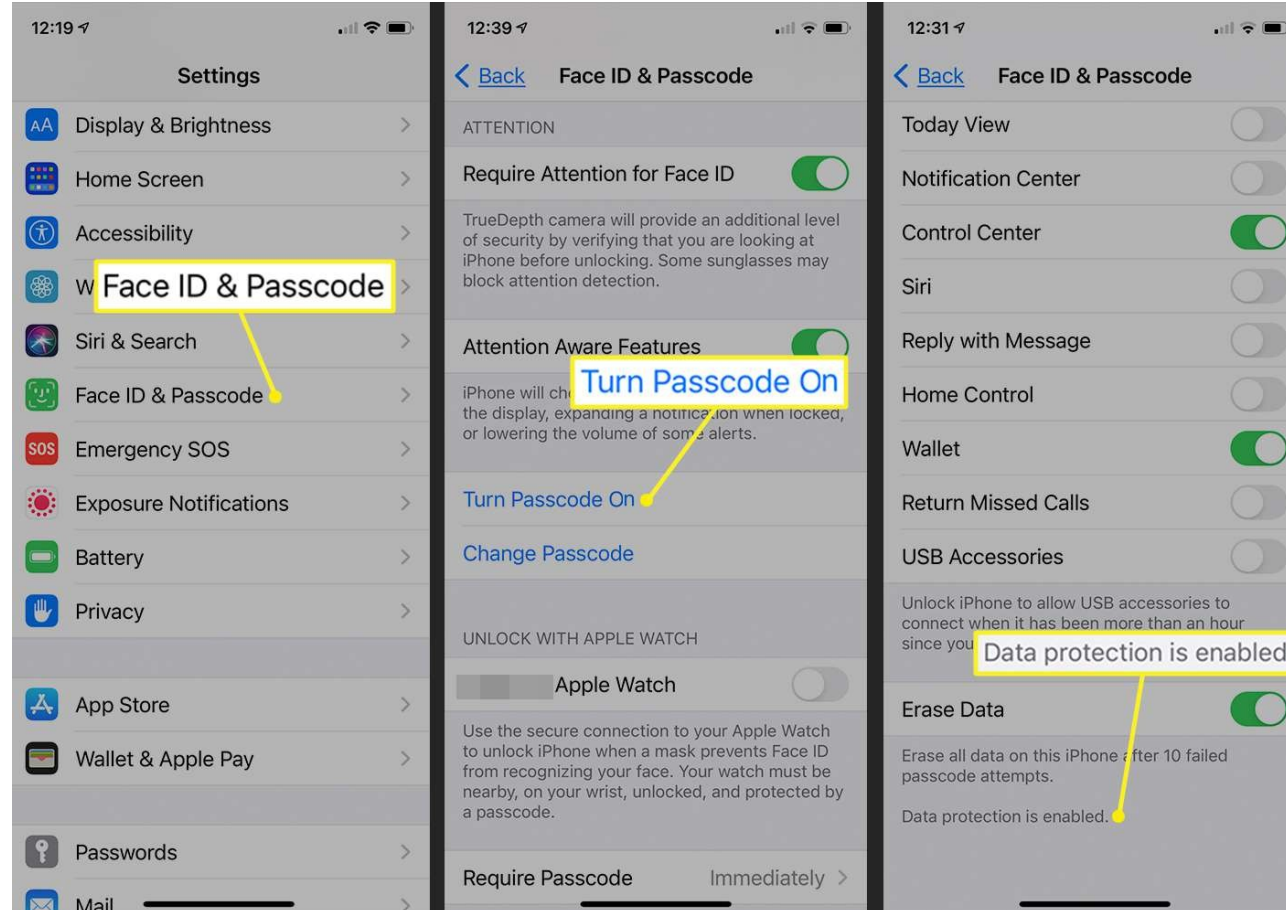 12:19
Settings
AA Display & Brightness
Home Screen
Accessibility
W
Face ID & Passcode
Siri & Search
Face ID & Passcode
SOS Emergency SOS
Exposure Notifications
Battery
Privacy
App Store
Wallet & Apple Pay
Passwords
Mail
12:39
Back Face ID & Passcode
ATTENTION
Require Attention for Face ID
TrueDepth camera will provide an additional level
of security by verifying that you are looking at
iPhone before unlocking. Some sunglasses may
block attention detection.
Attention Aware Features
Turn Passcode On
iPhone will
the display, expanding a notification when locked,
or lowering the volume of some alerts.
Turn Passcode On
Change Passcode
UNLOCK WITH APPLE WATCH
Apple Watch
Use the secure connection to your Apple Watch
to unlock iPhone when a mask prevents Face ID
from recognizing your face. Your watch must be
nearby, on your wrist, unlocked, and protected by
a passcode.
Require Passcode Immediately
12:31
Back Face ID & Passcode
Today View
Notification Center
Control Center
Siri
Reply with Message
Home Control
Wallet
Return Missed Calls
USB Accessories
Unlock iPhone to allow USB accessories to
connect when it has been more than an hour
since you
Data protection is enabled
Erase Data
Erase all data on this iPhone after 10 failed
passcode attempts.
Data protection is enabled.